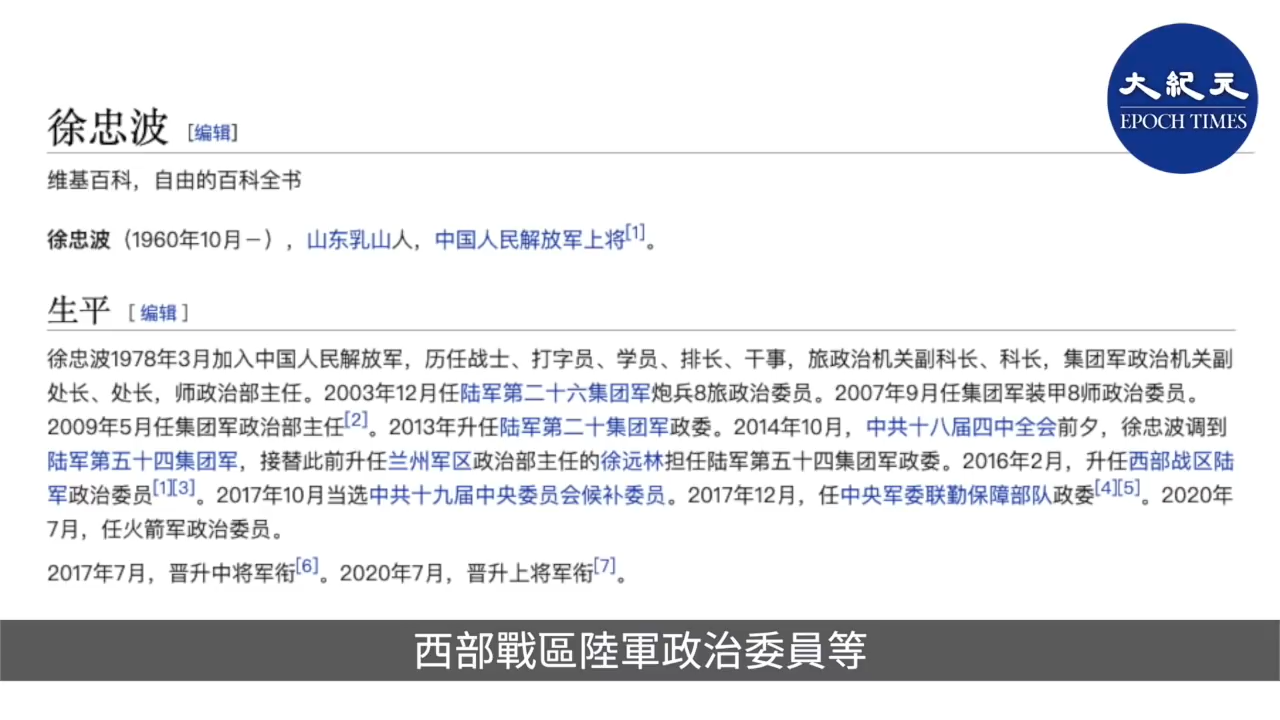 大紀元
EPOCH TIMES
徐忠波 [编辑]
维基百科，自由的百科全书
徐忠波（1960年10月－），山东乳山人，中国人民解放军上将[1]。
生平 [ 编辑 ]
徐忠波1978年3月加入中国人民解放军，历任战士、打字员、学员、排长、干事，旅政治机关副科长、科长，集团军政治机关副
处长、处长，师政治部主任。2003年12月任陆军第二十六集团军炮兵8旅政治委员。2007年9月任集团军装甲8师政治委员。
2009年5月任集团军政治部主任[2]。2013年升任陆军第二十集团军政委。2014年10月，中共十八届四中全会前夕，徐忠波调到
陆军第五十四集团军，接替此前升任兰州军区政治部主任的徐远林担任陆军第五十四集团军政委。2016年2月，升任西部战区陆
军政治委员[1][3]。2017年10月当选中共十九届中央委员会候补委员。2017年12月，任中央军委联勤保障部队政委[4][5]。2020年
7月，任火箭军政治委员。
2017年7月，晋升中将军衔[6]。2020年7月，晋升上将军衔[7]。
西部戰區陸軍政治委員等